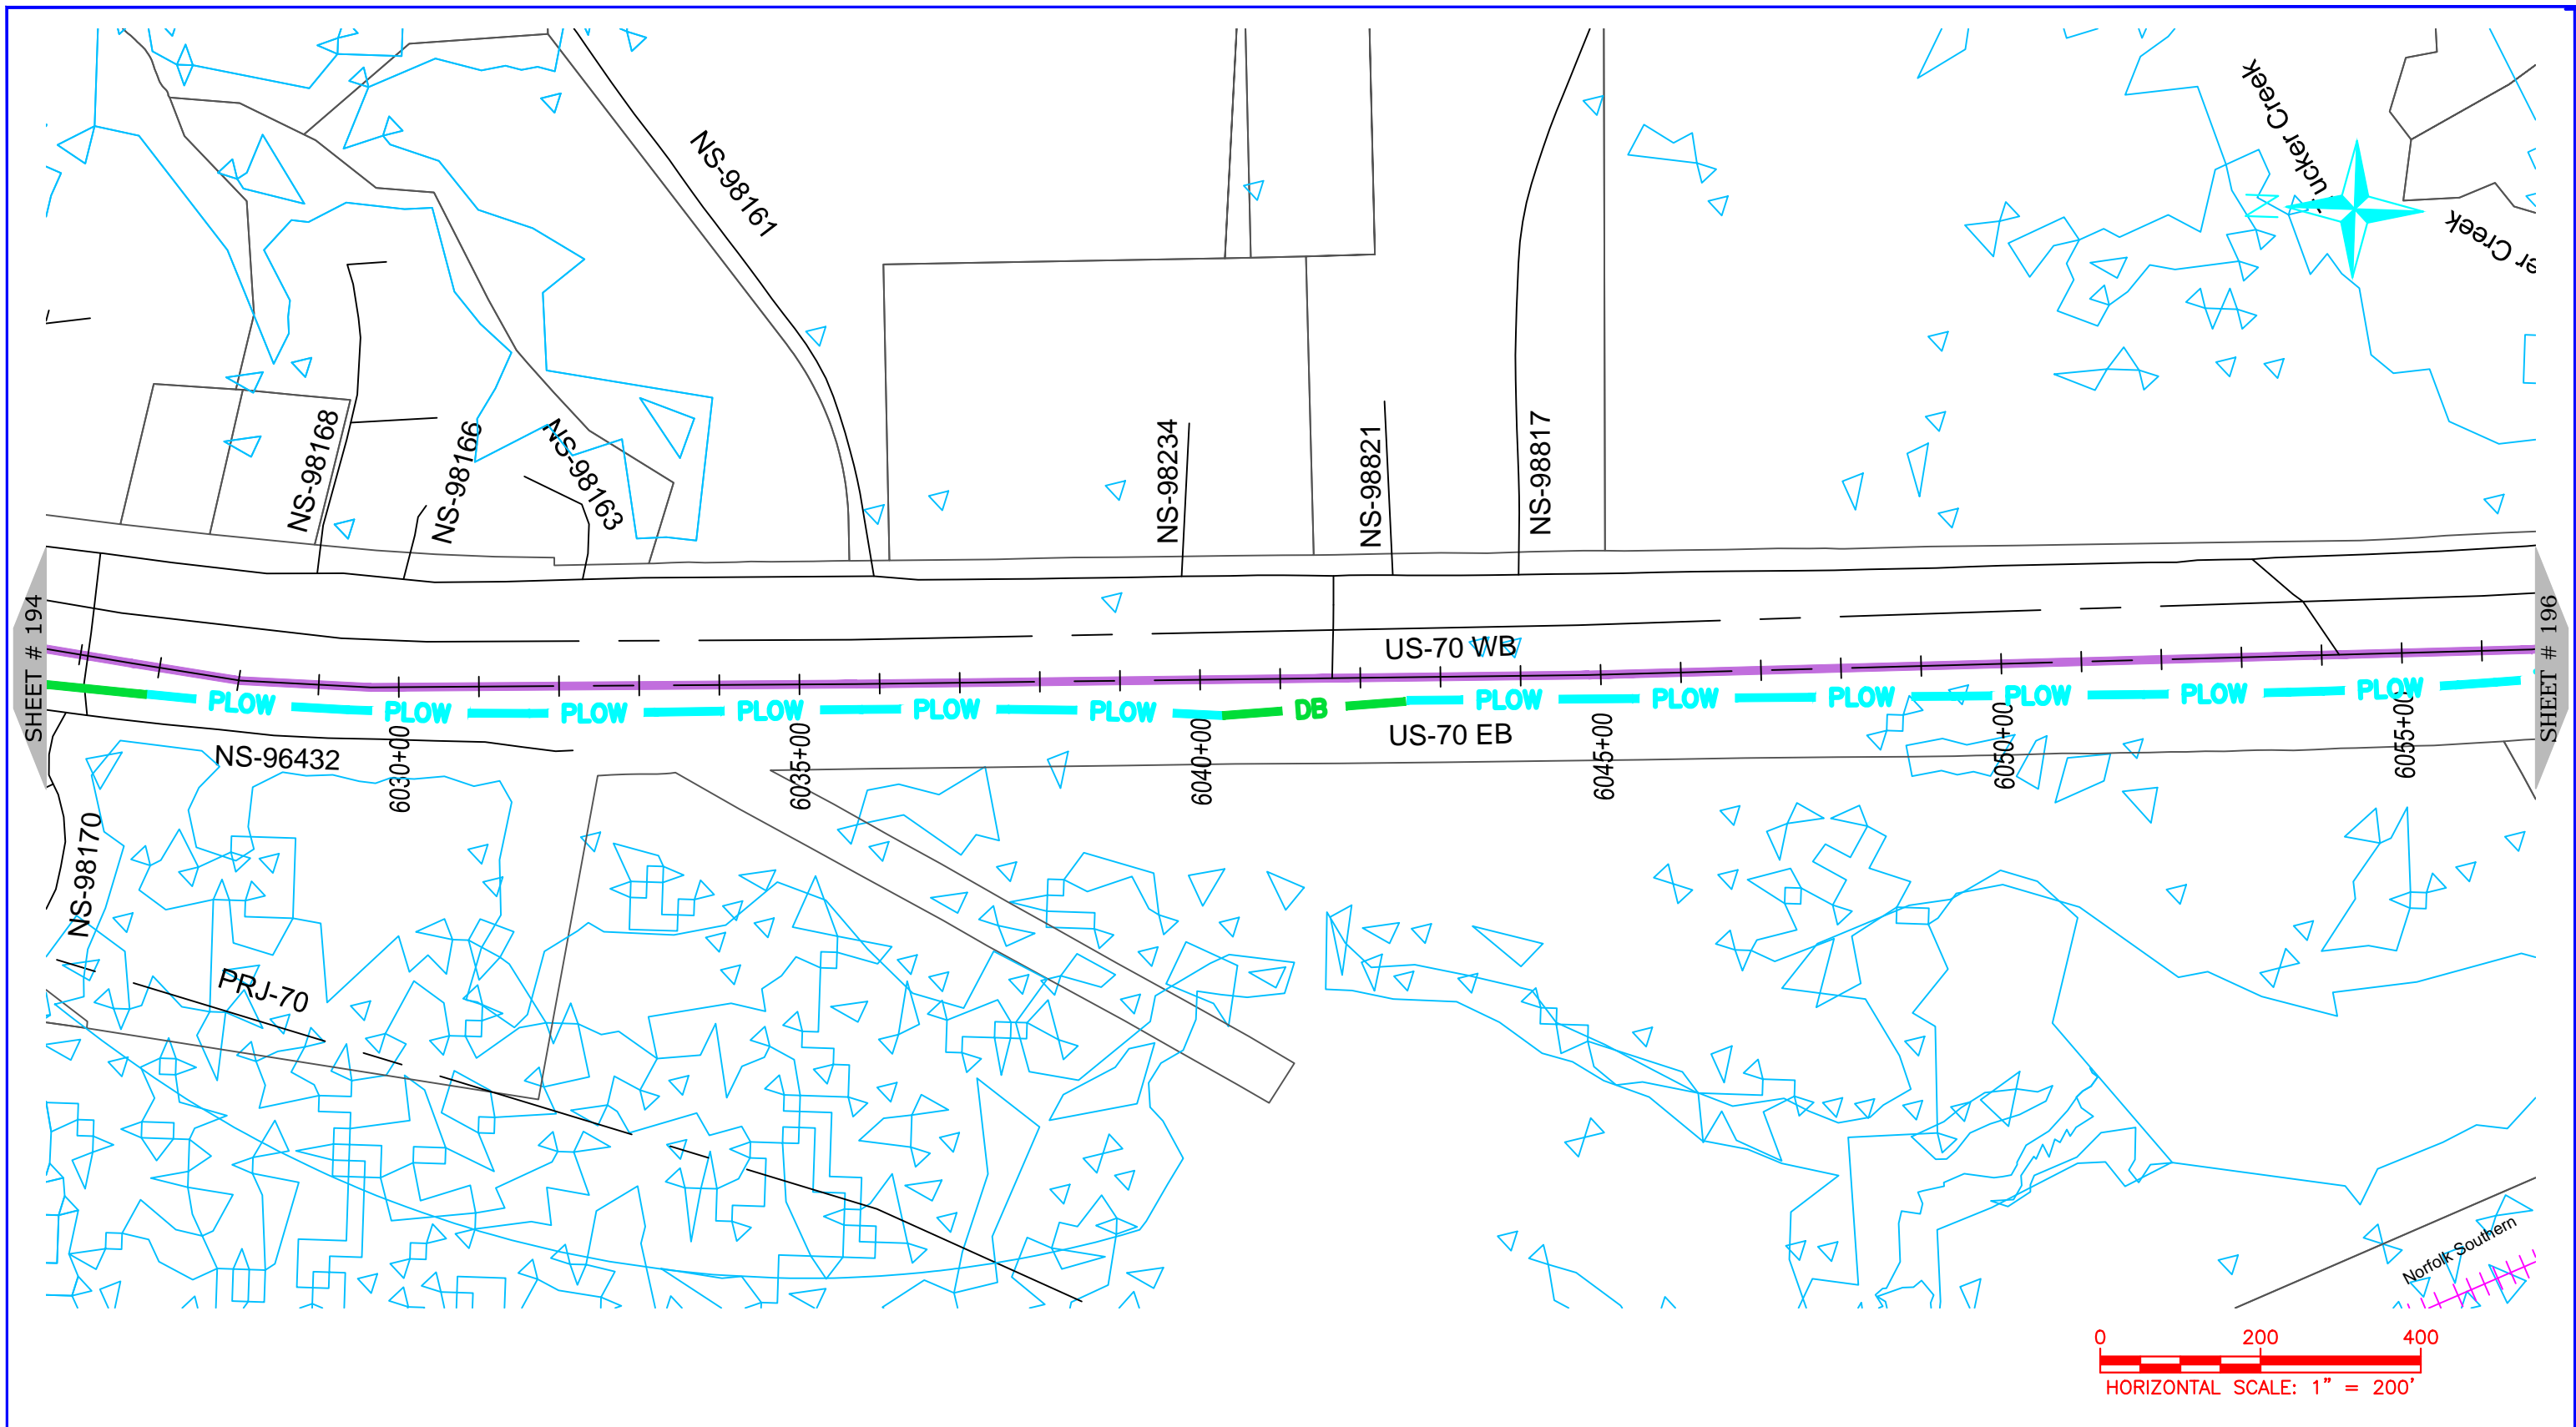 Tucker Creek
er Creek
N
NS-98161
NS-98168
NS-98166
NS-98163
NS-98234
NS-98821
NS-98817
SHEET # 194
SHEET # 196
US-70 WB
PLOW PLOW PLOW PLOW PLOW PLOW DB PLOW PLOW PLOW PLOW PLOW PLOW
US-70 EB
NS-96432
6030+00
6035+00
6040+00
6045+00
6050+00
6055+00
NS-98170
PRJ-70
Norfolk Southern
0 200 400
HORIZONTAL SCALE: 1" = 200'